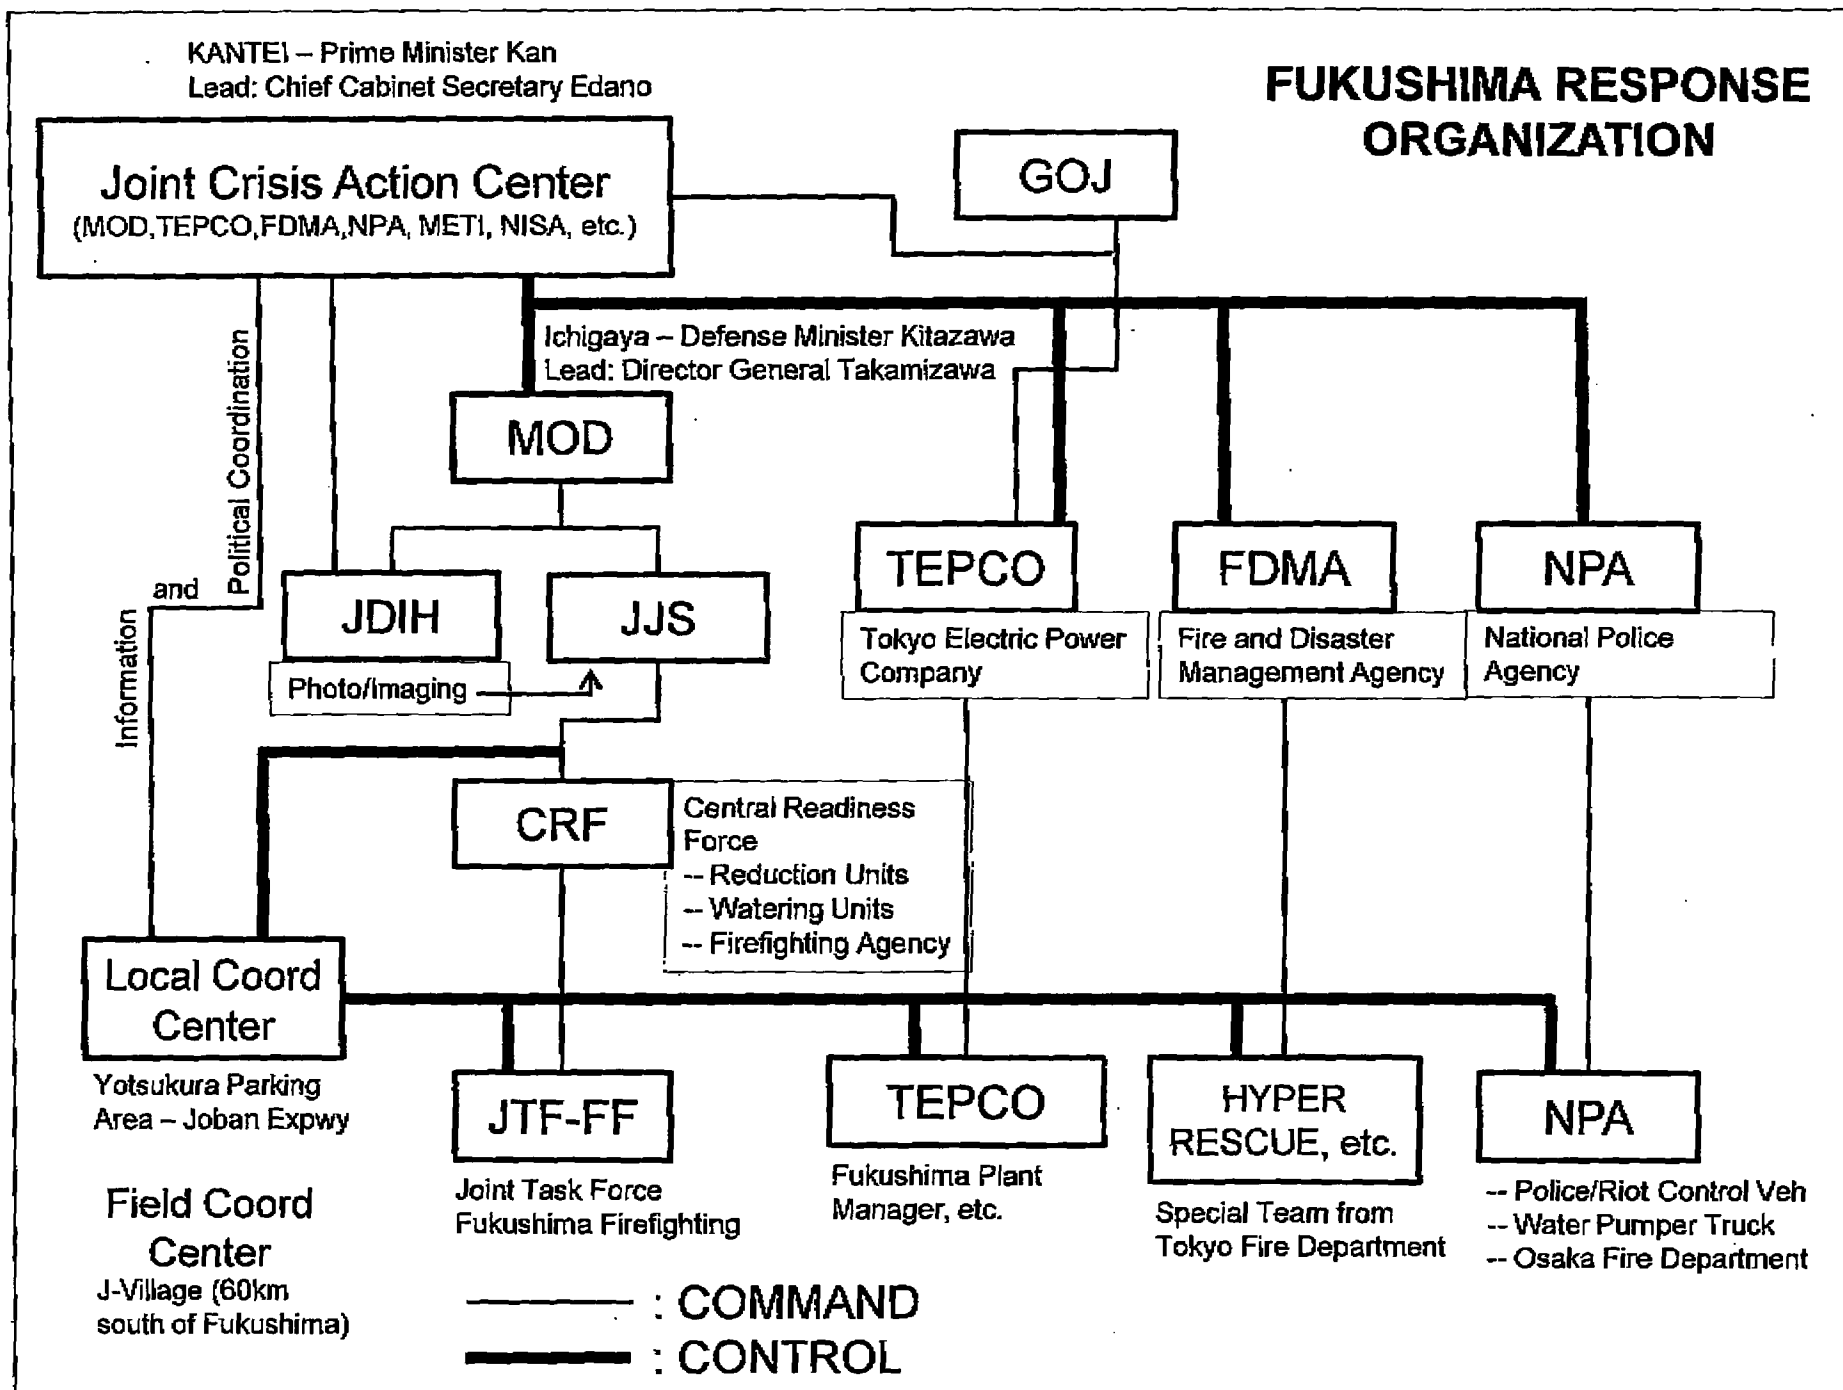 KANTEI – Prime Minister Kan
Lead: Chief Cabinet Secretary Edano
FUKUSHIMA RESPONSE
ORGANIZATION
Joint Crisis Action Center
(MOD,TEPCO,FDMA,NPA, METI, NISA, etc.)
GOJ
Ichigaya – Defense Minister Kitazawa
Lead: Director General Takamizawa
MOD
Information
and
Political Coordination
JDIH
Photo/Imaging
JJS
TEPCO
Tokyo Electric Power
Company
FDMA
Fire and Disaster
Management Agency
NPA
National Police
Agency
CRF
Central Readiness
Force
-- Reduction Units
-- Watering Units
-- Firefighting Agency
Local Coord
Center
Yotsukura Parking
Area – Joban Expwy
JTF-FF
Joint Task Force
Fukushima Firefighting
TEPCO
Fukushima Plant
Manager, etc.
HYPER
RESCUE, etc.
Special Team from
Tokyo Fire Department
NPA
-- Police/Riot Control Veh
-- Water Pumper Truck
-- Osaka Fire Department
Field Coord
Center
J-Village (60km
south of Fukushima)
: COMMAND
: CONTROL